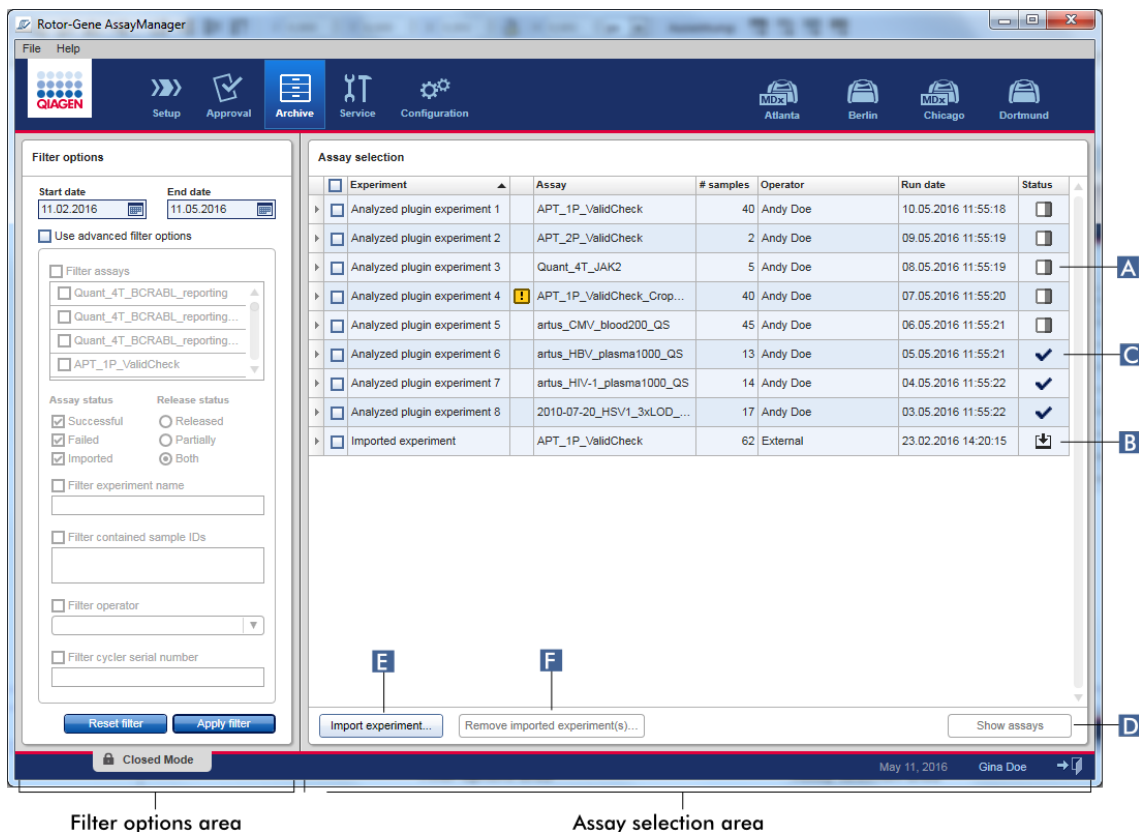 Rotor-Gene AssayManager
File Help
QIAGEN
Setup Approval Archive Service Configuration
MDx Atlanta Berlin MDx Chicago Dortmund
Filter options
Start date End date
11.02.2016 11.05.2016
Use advanced filter options
Filter assays
Quant_4T_BCRABL_reporting
Quant_4T_BCRABL_reporting...
Quant_4T_BCRABL_reporting...
APT_1P_ValidCheck
Assay status Release status
Successful Released
Failed Partially
Imported Both
Filter experiment name
Filter contained sample IDs
Filter operator
Filter cycler serial number
Reset filter Apply filter
Assay selection
Experiment Assay # samples Operator Run date Status
Analyzed plugin experiment 1 APT_1P_ValidCheck 40 Andy Doe 10.05.2016 11:55:18
Analyzed plugin experiment 2 APT_2P_ValidCheck 2 Andy Doe 09.05.2016 11:55:19
Analyzed plugin experiment 3 Quant_4T_JAK2 5 Andy Doe 08.05.2016 11:55:19 A
Analyzed plugin experiment 4 ! APT_1P_ValidCheck_Crop... 40 Andy Doe 07.05.2016 11:55:20
Analyzed plugin experiment 5 artus_CMV_blood200_QS 45 Andy Doe 06.05.2016 11:55:21
Analyzed plugin experiment 6 artus_HBV_plasma1000_QS 13 Andy Doe 05.05.2016 11:55:21 C
Analyzed plugin experiment 7 artus_HIV-1_plasma1000_QS 14 Andy Doe 04.05.2016 11:55:22
Analyzed plugin experiment 8 2010-07-20_HSV1_3xLOD_... 17 Andy Doe 03.05.2016 11:55:22
Imported experiment APT_1P_ValidCheck 62 External 23.02.2016 14:20:15 B
E F
Import experiment... Remove imported experiment(s)... Show assays D
Closed Mode
May 11, 2016 Gina Doe
Filter options area Assay selection area